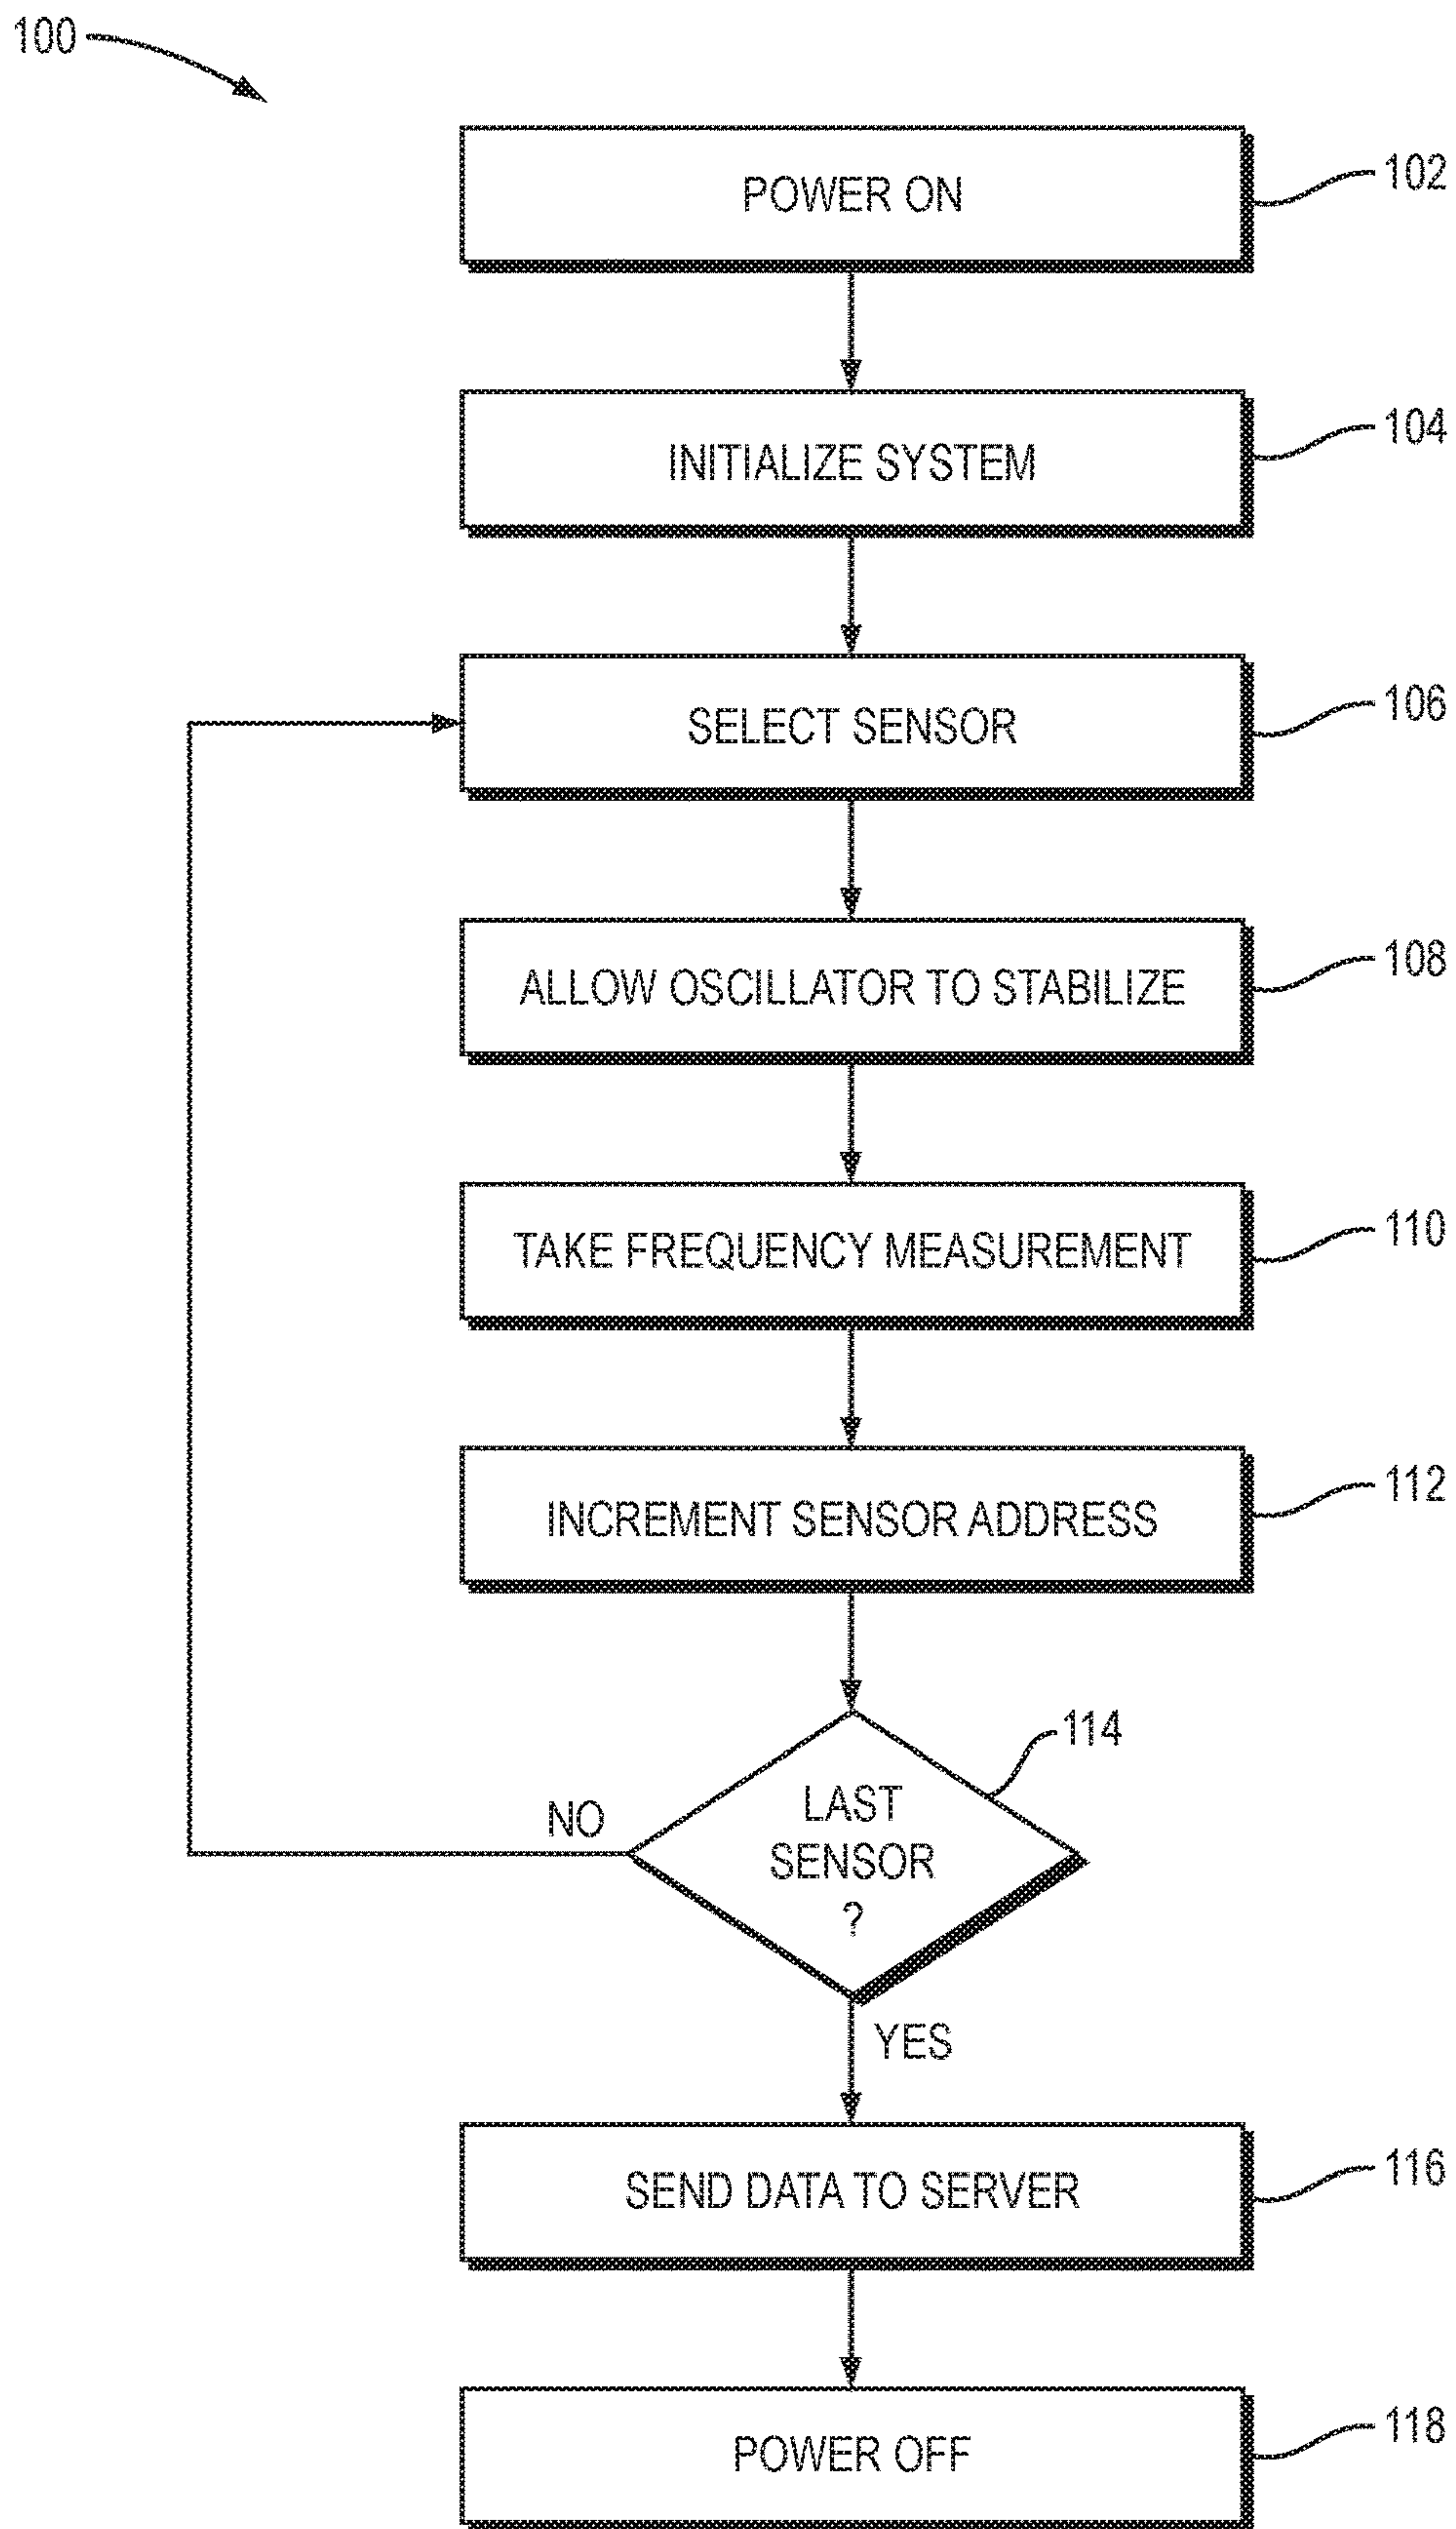 100
POWER ON
102
INITIALIZE SYSTEM
104
SELECT SENSOR
106
ALLOW OSCILLATOR TO STABILIZE
108
TAKE FREQUENCY MEASUREMENT
110
INCREMENT SENSOR ADDRESS
112
114
LAST
SENSOR
?
NO
YES
SEND DATA TO SERVER
116
POWER OFF
118